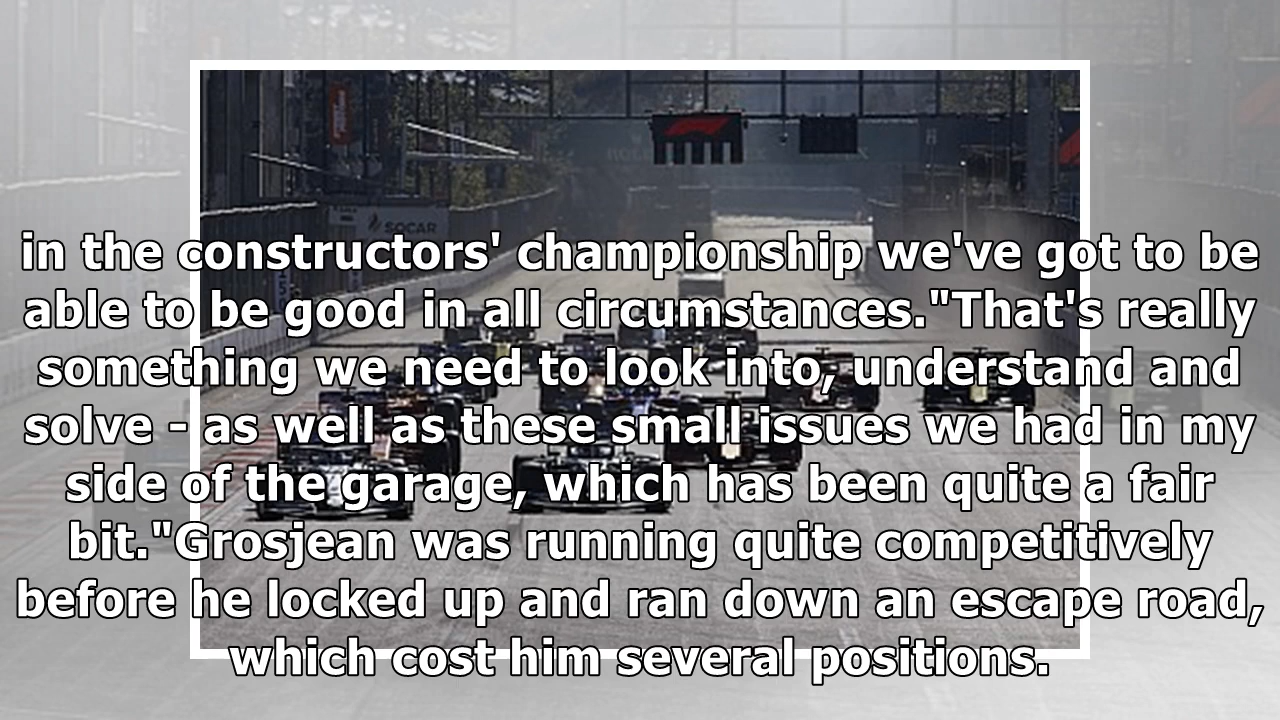 SOCAR
in the constructors' championship we've got to be
able to be good in all circumstances."That's really
something we need to look into, understand and
solve - as well as these small issues we had in my
side of the garage, which has been quite a fair
bit."Grosjean was running quite competitively
before he locked up and ran down an escape road,
which cost him several positions.